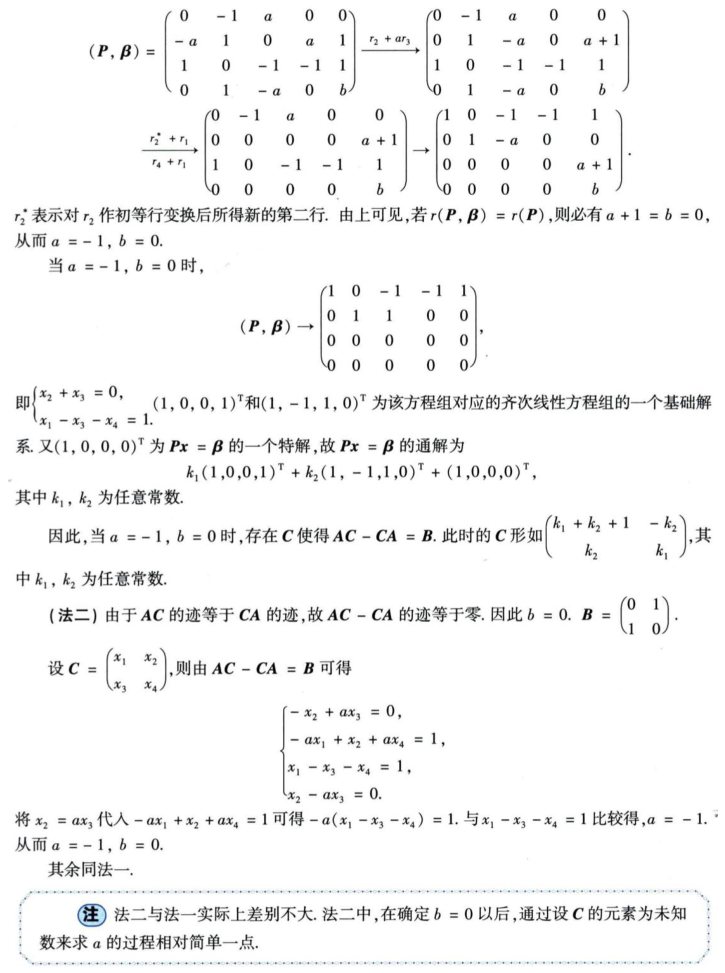 (P, β) = ( 0 −1 a 0 0 ; −a 1 0 a 1 ; 1 0 −1 −1 1 ; 0 1 −a 0 b ) —r₂ + ar₃→ ( 0 −1 a 0 0 ; 0 1 −a 0 a + 1 ; 1 0 −1 −1 1 ; 0 1 −a 0 b )
—r₂* + r₁, r₄ + r₁→ ( 0 −1 a 0 0 ; 0 0 0 0 a + 1 ; 1 0 −1 −1 1 ; 0 0 0 0 b ) → ( 1 0 −1 −1 1 ; 0 1 −a 0 0 ; 0 0 0 0 a + 1 ; 0 0 0 0 b ).
r₂* 表示对 r₂ 作初等行变换后所得新的第二行. 由上可见,若 r(P, β) = r(P),则必有 a + 1 = b = 0,
从而 a = − 1, b = 0.
当 a = − 1, b = 0 时,
(P, β) → ( 1 0 −1 −1 1 ; 0 1 1 0 0 ; 0 0 0 0 0 ; 0 0 0 0 0 ),
即 { x₂ + x₃ = 0, x₁ − x₃ − x₄ = 1. (1, 0, 0, 1)ᵀ和(1, − 1, 1, 0)ᵀ 为该方程组对应的齐次线性方程组的一个基础解
系. 又(1, 0, 0, 0)ᵀ 为 Px = β 的一个特解,故 Px = β 的通解为
k₁(1,0,0,1)ᵀ + k₂(1, −1,1,0)ᵀ + (1,0,0,0)ᵀ,
其中 k₁, k₂ 为任意常数.
因此,当 a = − 1, b = 0 时,存在 C 使得 AC − CA = B. 此时的 C 形如 ( k₁ + k₂ + 1 − k₂ ; k₂ k₁ ),其
中 k₁, k₂ 为任意常数.
(法二) 由于 AC 的迹等于 CA 的迹,故 AC − CA 的迹等于零. 因此 b = 0. B = ( 0 1 ; 1 0 ).
设 C = ( x₁ x₂ ; x₃ x₄ ),则由 AC − CA = B 可得
− x₂ + ax₃ = 0,
− ax₁ + x₂ + ax₄ = 1,
x₁ − x₃ − x₄ = 1,
x₂ − ax₃ = 0.
将 x₂ = ax₃ 代入 − ax₁ + x₂ + ax₄ = 1 可得 − a(x₁ − x₃ − x₄) = 1. 与 x₁ − x₃ − x₄ = 1 比较得,a = − 1.
从而 a = − 1, b = 0.
其余同法一.
注 法二与法一实际上差别不大. 法二中,在确定 b = 0 以后,通过设 C 的元素为未知
数来求 a 的过程相对简单一点.